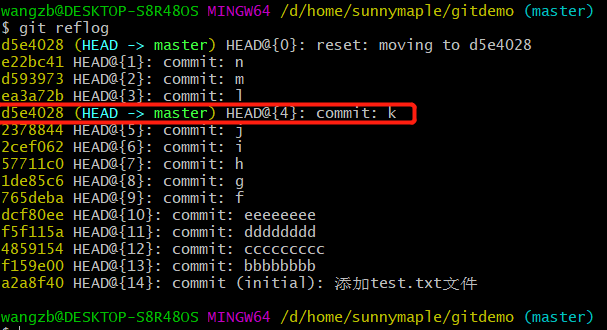 wangzb@DESKTOP-S8R48OS MINGW64 /d/home/sunnymaple/gitdemo (master)
$ git reflog
d5e4028 (HEAD -> master) HEAD@{0}: reset: moving to d5e4028
e22bc41 HEAD@{1}: commit: n
d593973 HEAD@{2}: commit: m
ea3a72b HEAD@{3}: commit: l
d5e4028 (HEAD -> master) HEAD@{4}: commit: k
2378844 HEAD@{5}: commit: j
2cef062 HEAD@{6}: commit: i
57711c0 HEAD@{7}: commit: h
1de85c6 HEAD@{8}: commit: g
765deba HEAD@{9}: commit: f
dcf80ee HEAD@{10}: commit: eeeeeeee
f5f115a HEAD@{11}: commit: dddddddd
4859154 HEAD@{12}: commit: ccccccccc
f159e00 HEAD@{13}: commit: bbbbbbbb
a2a8f40 HEAD@{14}: commit (initial): 添加test.txt文件
wangzb@DESKTOP-S8R48OS MINGW64 /d/home/sunnymaple/gitdemo (master)
$